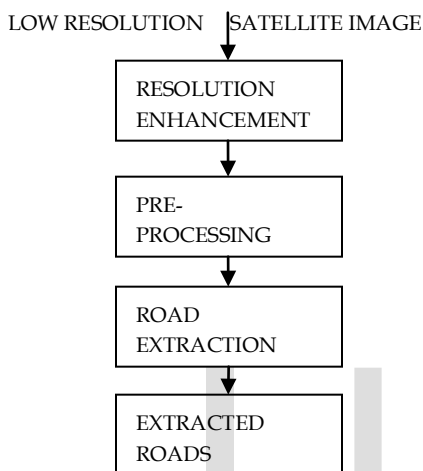 LOW RESOLUTION SATELLITE IMAGE
RESOLUTION
ENHANCEMENT
PRE-
PROCESSING
ROAD
EXTRACTION
EXTRACTED
ROADS